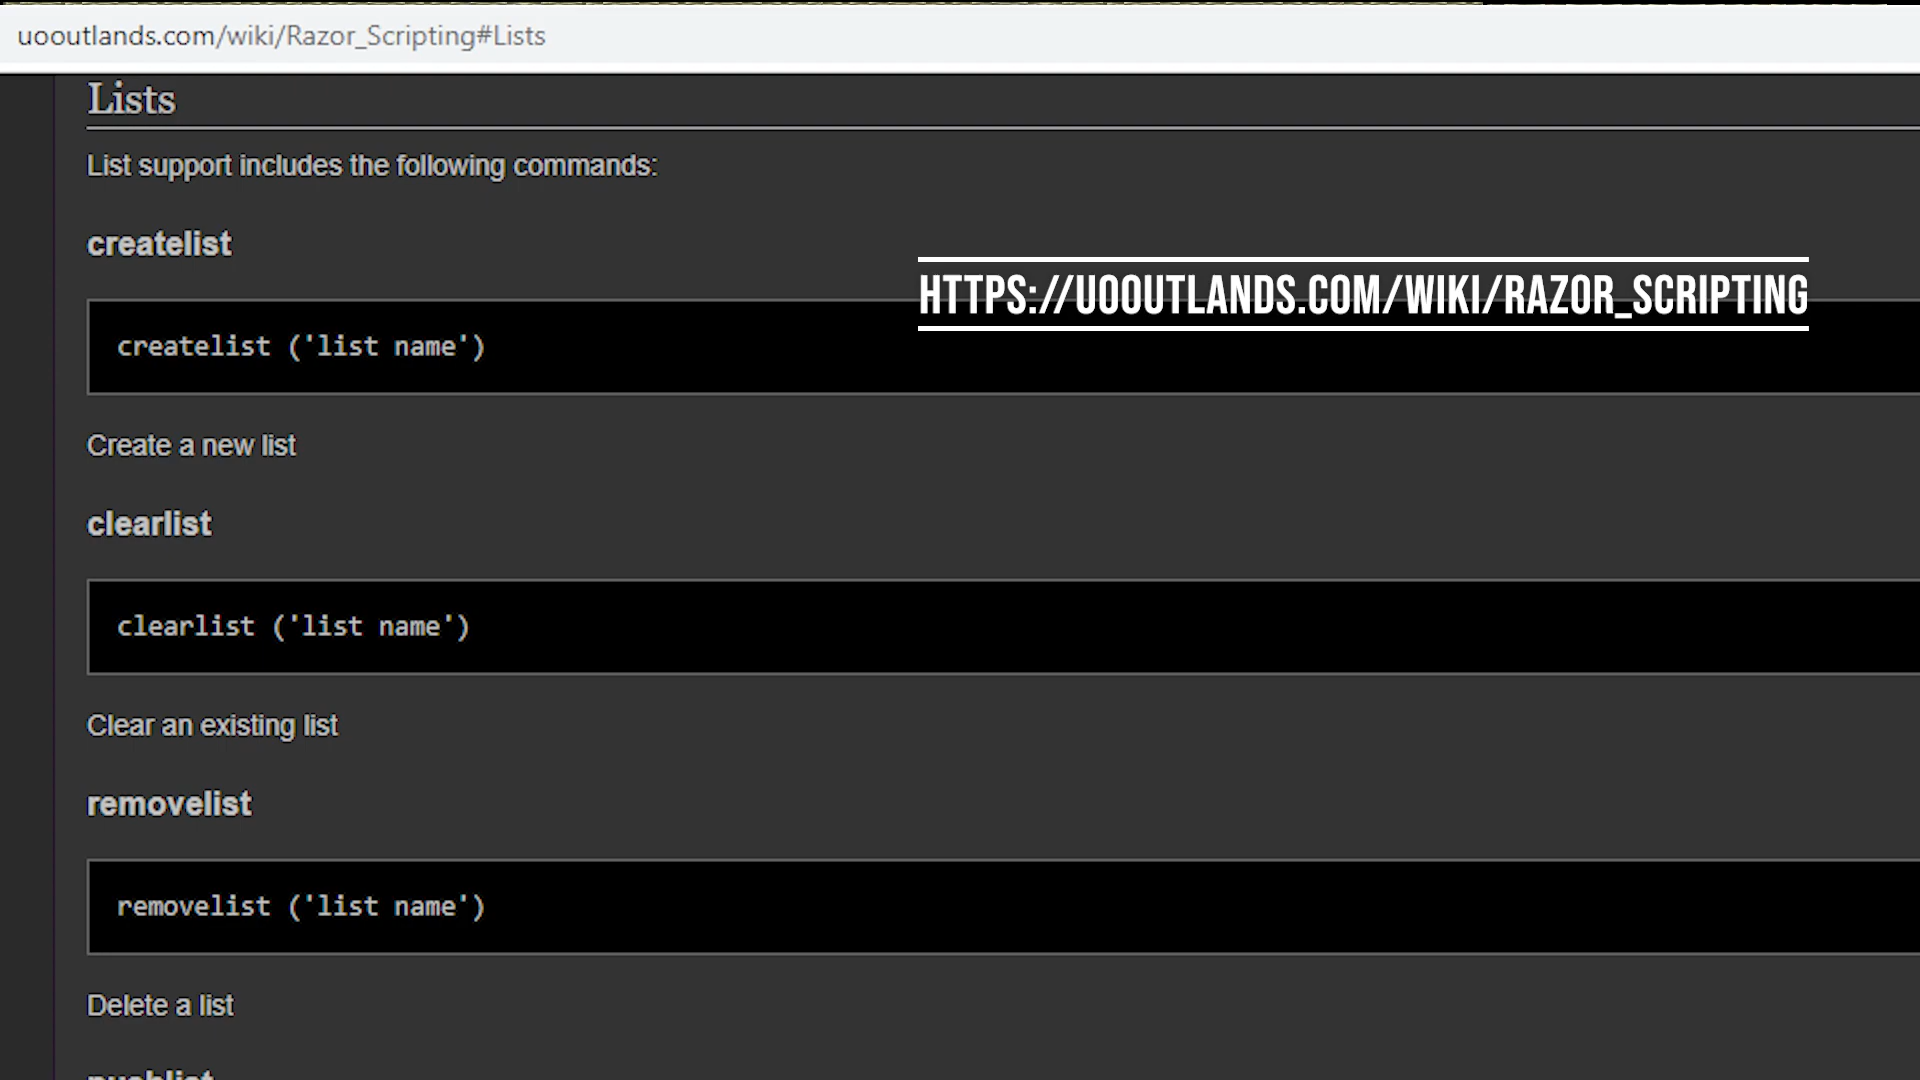 uooutlands.com/wiki/Razor_Scripting#Lists
Lists
List support includes the following commands:
createlist
HTTPS://UOOUTLANDS.COM/WIKI/RAZOR_SCRIPTING
createlist ('list name')
Create a new list
clearlist
clearlist ('list name')
Clear an existing list
removelist
removelist ('list name')
Delete a list
pushlist